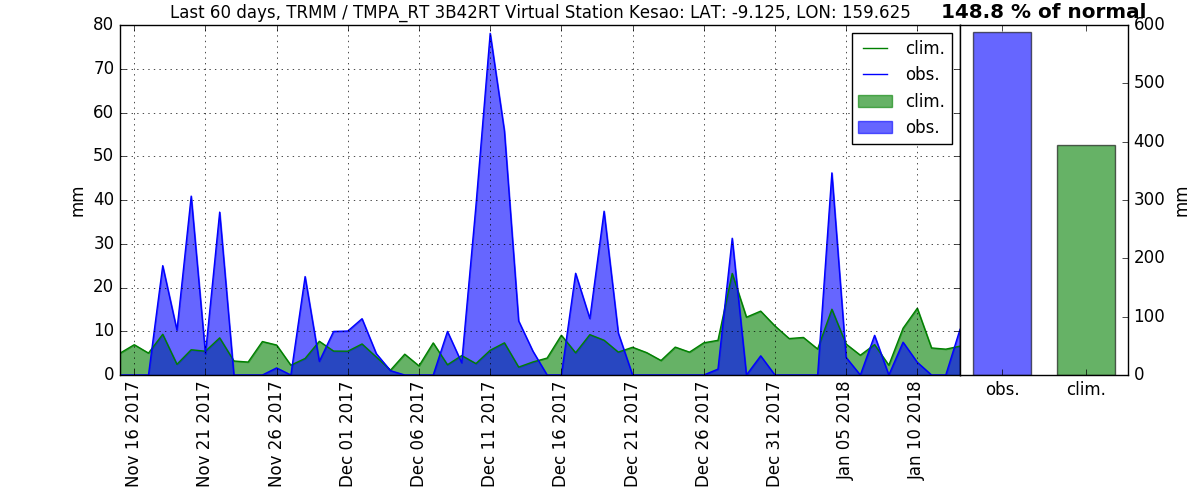 Last 60 days, TRMM / TMPA_RT 3B42RT Virtual Station Kesao: LAT: -9.125, LON: 159.625
148.8 % of normal
80
70
60
50
40
30
20
10
0
mm
clim.
obs.
clim.
obs.
600
500
400
300
200
100
0
mm
obs.
clim.
Nov 16 2017
Nov 21 2017
Nov 26 2017
Dec 01 2017
Dec 06 2017
Dec 11 2017
Dec 16 2017
Dec 21 2017
Dec 26 2017
Dec 31 2017
Jan 05 2018
Jan 10 2018